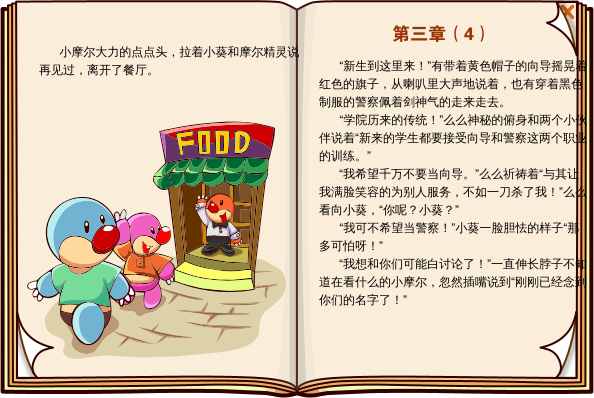 小摩尔大力的点点头，拉着小葵和摩尔精灵说
再见过，离开了餐厅。
FOOD
第三章（4）
“新生到这里来！”有带着黄色帽子的向导摇晃着
红色的旗子，从喇叭里大声地说着，也有穿着黑色
制服的警察佩着剑神气的走来走去。
“学院历来的传统！”么么神秘的俯身和两个小伙
伴说着“新来的学生都要接受向导和警察这两个职业
的训练。”
“我希望千万不要当向导。”么么祈祷着“与其让
我满脸笑容的为别人服务，不如一刀杀了我！”么么
看向小葵，“你呢？小葵？”
“我可不希望当警察！”小葵一脸胆怯的样子“那
多可怕呀！”
“我想和你们可能白讨论了！”一直伸长脖子不知
道在看什么的小摩尔，忽然插嘴说到“刚刚已经念到
你们的名字了！”